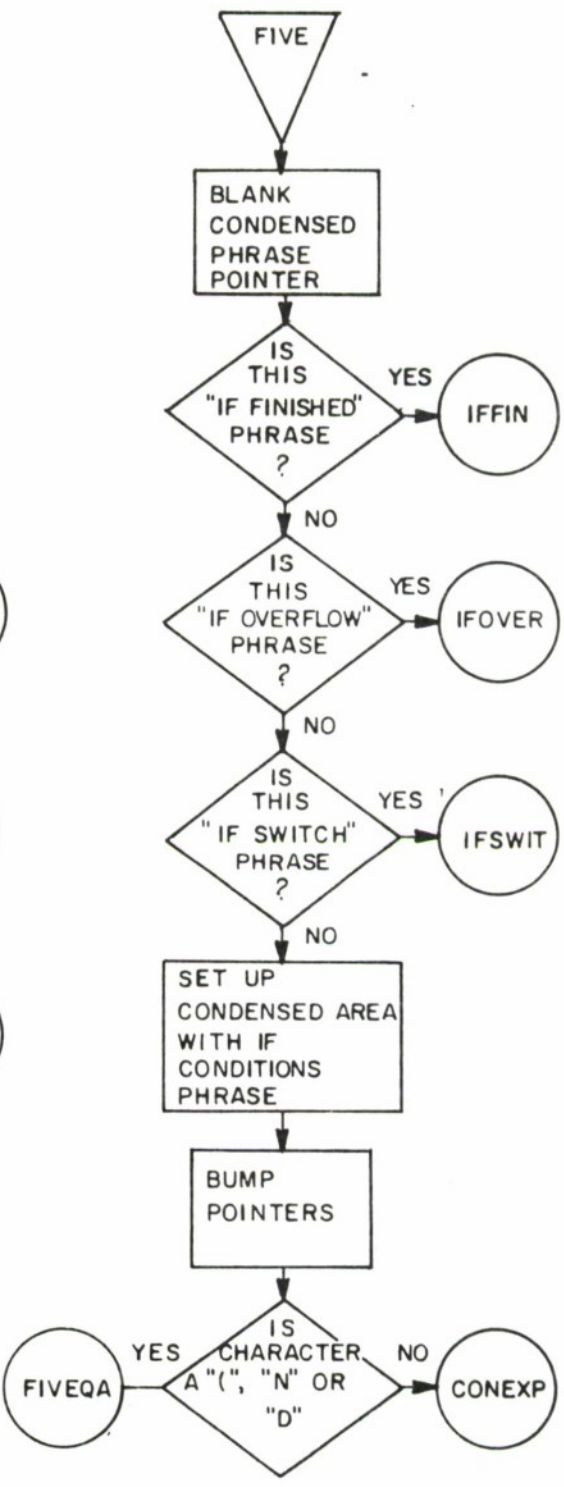 FIVE
BLANK
CONDENSED
PHRASE
POINTER
IS
THIS
"IF FINISHED"
PHRASE
?
YES
IFFIN
NO
IS
THIS
"IF OVERFLOW"
PHRASE
?
YES
IFOVER
NO
IS
THIS
"IF SWITCH"
PHRASE
?
YES
IFSWIT
NO
SET UP
CONDENSED AREA
WITH IF
CONDITIONS
PHRASE
BUMP
POINTERS
IS
CHARACTER
A "(", "N" OR
"D"
YES
FIVEQA
NO
CONEXP